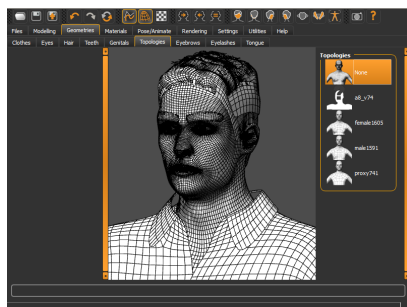 Files Modelling Geometries Materials Pose/Animate Rendering Settings Utilities Help
Clothes Eyes Hair Teeth Genitals Topologies Eyebrows Eyelashes Tongue
Topologies
None
a8_v74
female1605
male1591
proxy741